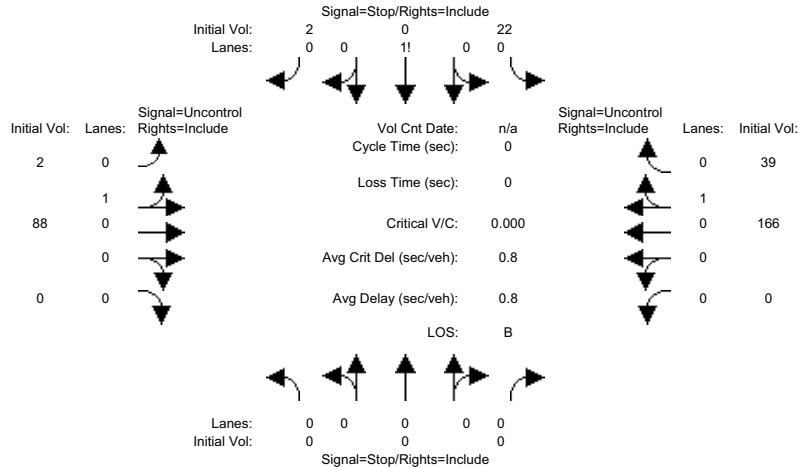 Signal=Stop/Rights=Include
Initial Vol: 2 0 22
Lanes: 0 0 1! 0 0
Signal=Uncontrol Signal=Uncontrol
Initial Vol: Lanes: Rights=Include Vol Cnt Date: n/a Rights=Include Lanes: Initial Vol:
Cycle Time (sec): 0
2 0 0 39
Loss Time (sec): 0
1 1
88 0 Critical V/C: 0.000 0 166
0 Avg Crit Del (sec/veh): 0.8 0
0 0 Avg Delay (sec/veh): 0.8 0 0
LOS: B
Lanes: 0 0 0 0 0
Initial Vol: 0 0 0
Signal=Stop/Rights=Include